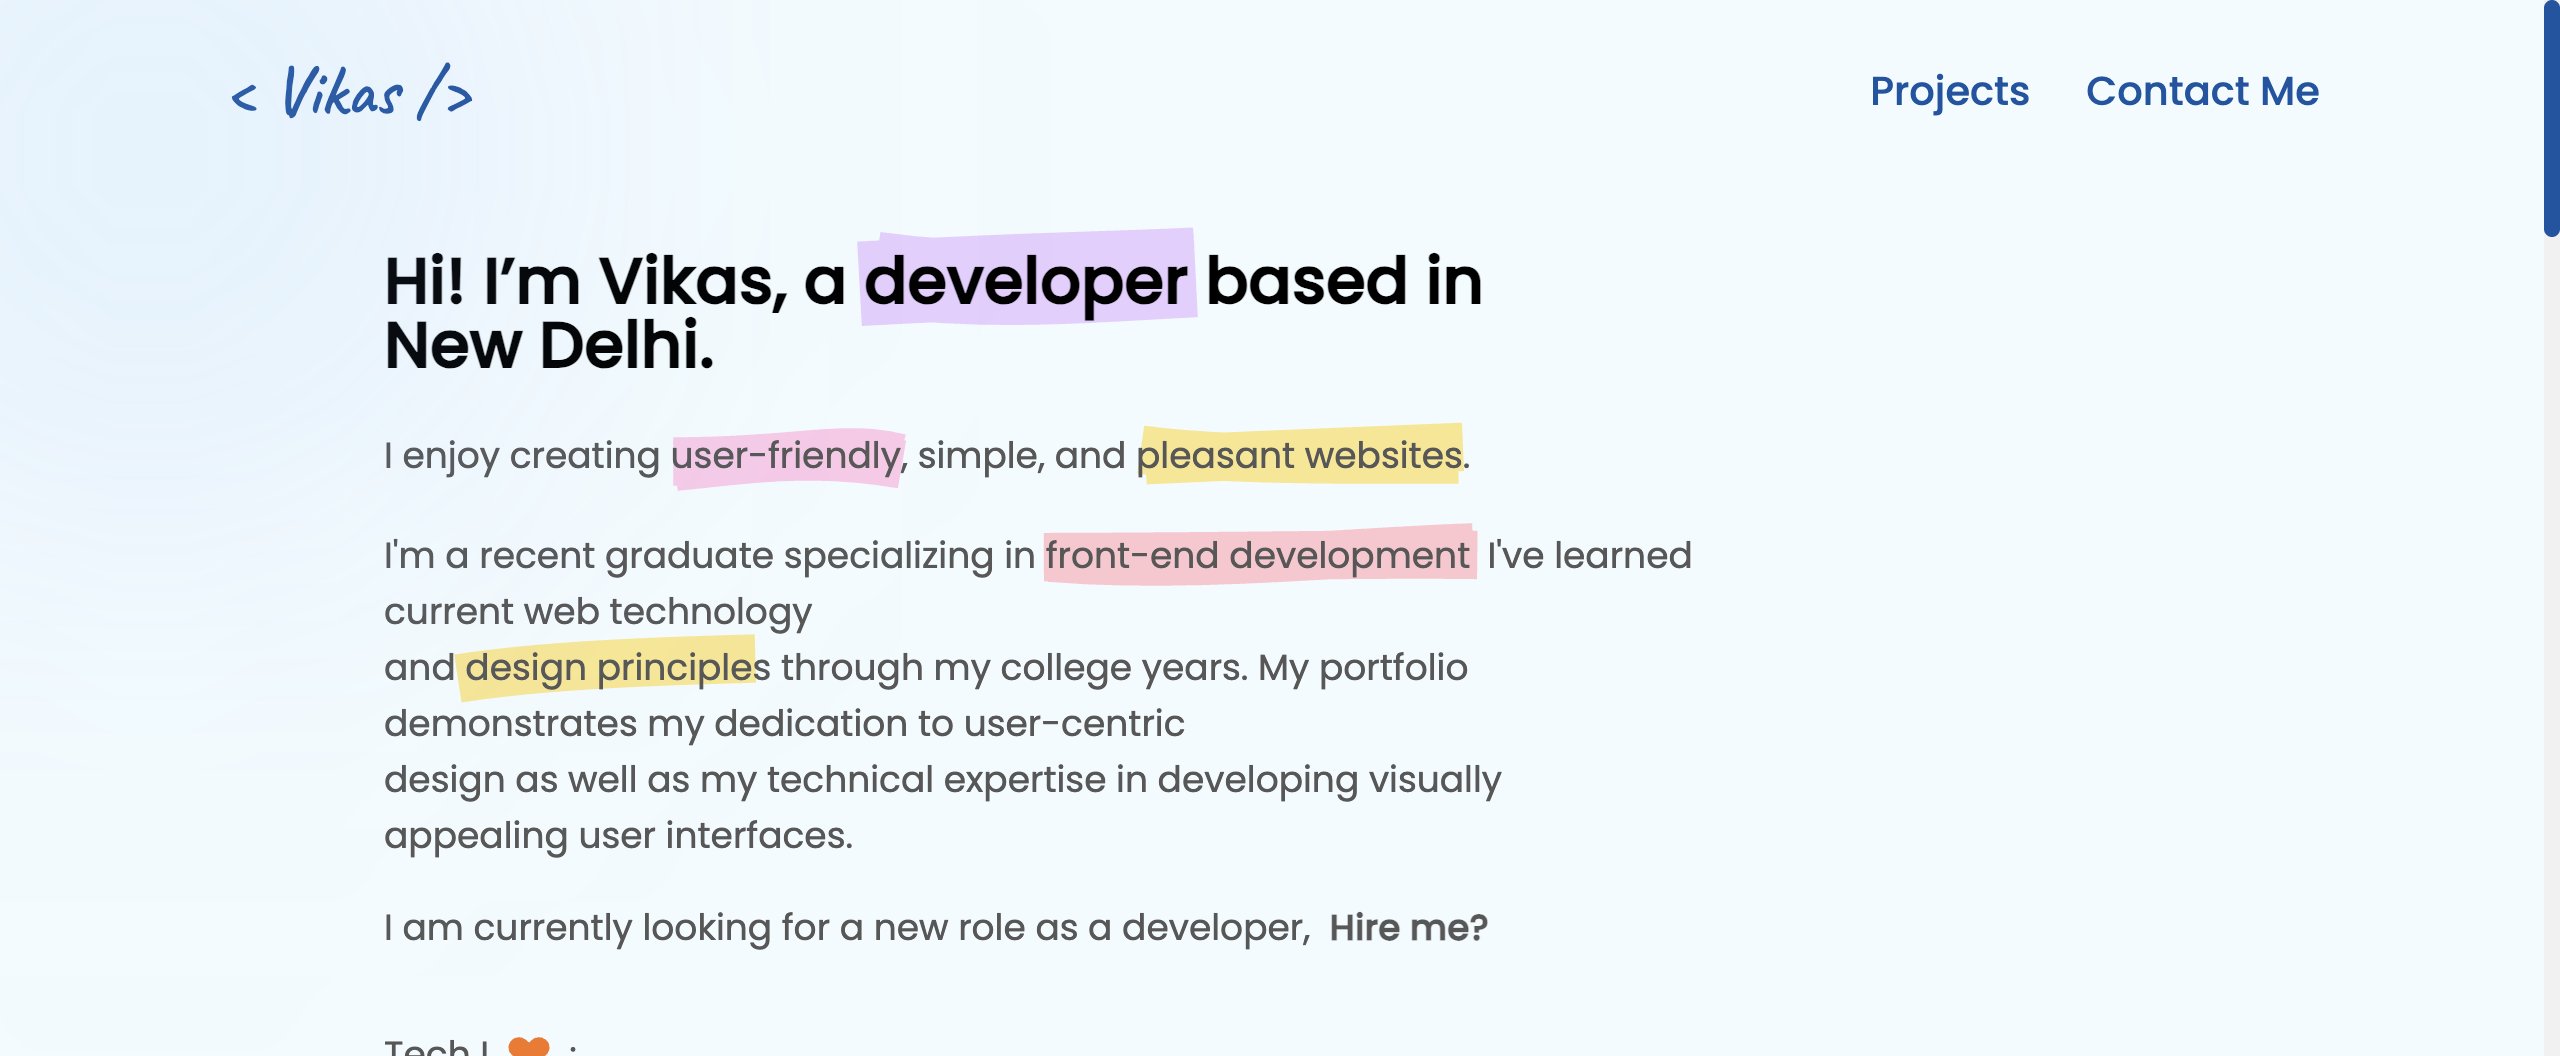 < Vikas />
Projects
Contact Me
Hi! I’m Vikas, a developer based in
New Delhi.
I enjoy creating user-friendly, simple, and pleasant websites.
I'm a recent graduate specializing in front-end development I've learned
current web technology
and design principles through my college years. My portfolio
demonstrates my dedication to user-centric
design as well as my technical expertise in developing visually
appealing user interfaces.
I am currently looking for a new role as a developer, Hire me?
Tech I 🧡 :